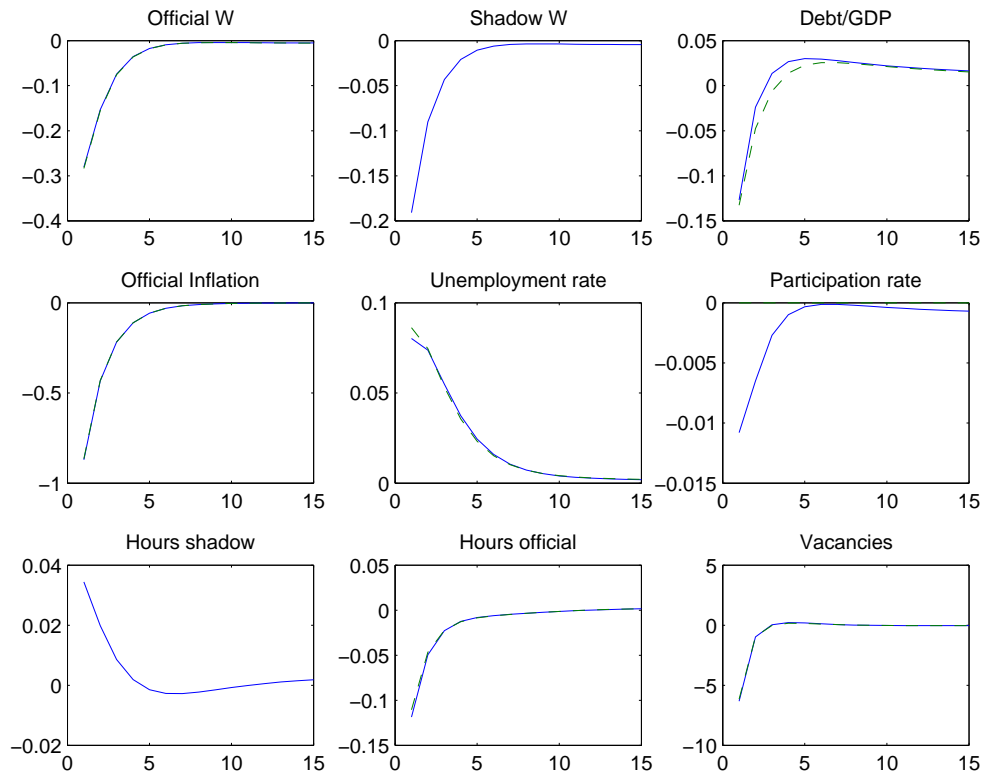 Official W
Shadow W
Debt/GDP
0
−0.1
−0.2
−0.3
−0.4
0 5 10 15
0
−0.05
−0.1
−0.15
−0.2
0 5 10 15
0.05
0
−0.05
−0.1
−0.15
0 5 10 15
Official Inflation
Unemployment rate
Participation rate
0
−0.5
−1
0 5 10 15
0.1
0.05
0
0 5 10 15
0
−0.005
−0.01
−0.015
0 5 10 15
Hours shadow
Hours official
Vacancies
0.04
0.02
0
−0.02
0 5 10 15
0.05
0
−0.05
−0.1
−0.15
0 5 10 15
5
0
−5
−10
0 5 10 15